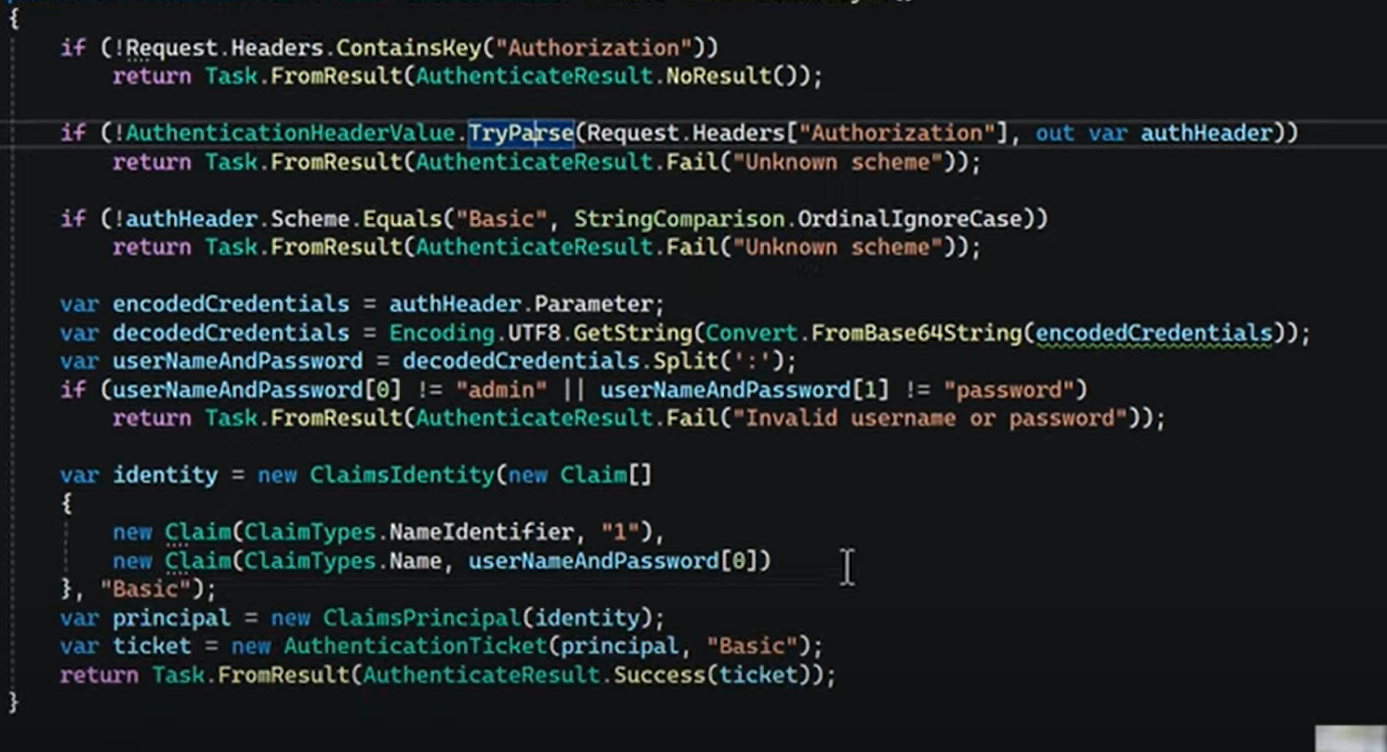 {
if (!Request.Headers.ContainsKey("Authorization"))
return Task.FromResult(AuthenticateResult.NoResult());
if (!AuthenticationHeaderValue.TryParse(Request.Headers["Authorization"], out var authHeader))
return Task.FromResult(AuthenticateResult.Fail("Unknown scheme"));
if (!authHeader.Scheme.Equals("Basic", StringComparison.OrdinalIgnoreCase))
return Task.FromResult(AuthenticateResult.Fail("Unknown scheme"));
var encodedCredentials = authHeader.Parameter;
var decodedCredentials = Encoding.UTF8.GetString(Convert.FromBase64String(encodedCredentials));
var userNameAndPassword = decodedCredentials.Split(':');
if (userNameAndPassword[0] != "admin" || userNameAndPassword[1] != "password")
return Task.FromResult(AuthenticateResult.Fail("Invalid username or password"));
var identity = new ClaimsIdentity(new Claim[]
{
new Claim(ClaimTypes.NameIdentifier, "1"),
new Claim(ClaimTypes.Name, userNameAndPassword[0])
}, "Basic");
var principal = new ClaimsPrincipal(identity);
var ticket = new AuthenticationTicket(principal, "Basic");
return Task.FromResult(AuthenticateResult.Success(ticket));
}